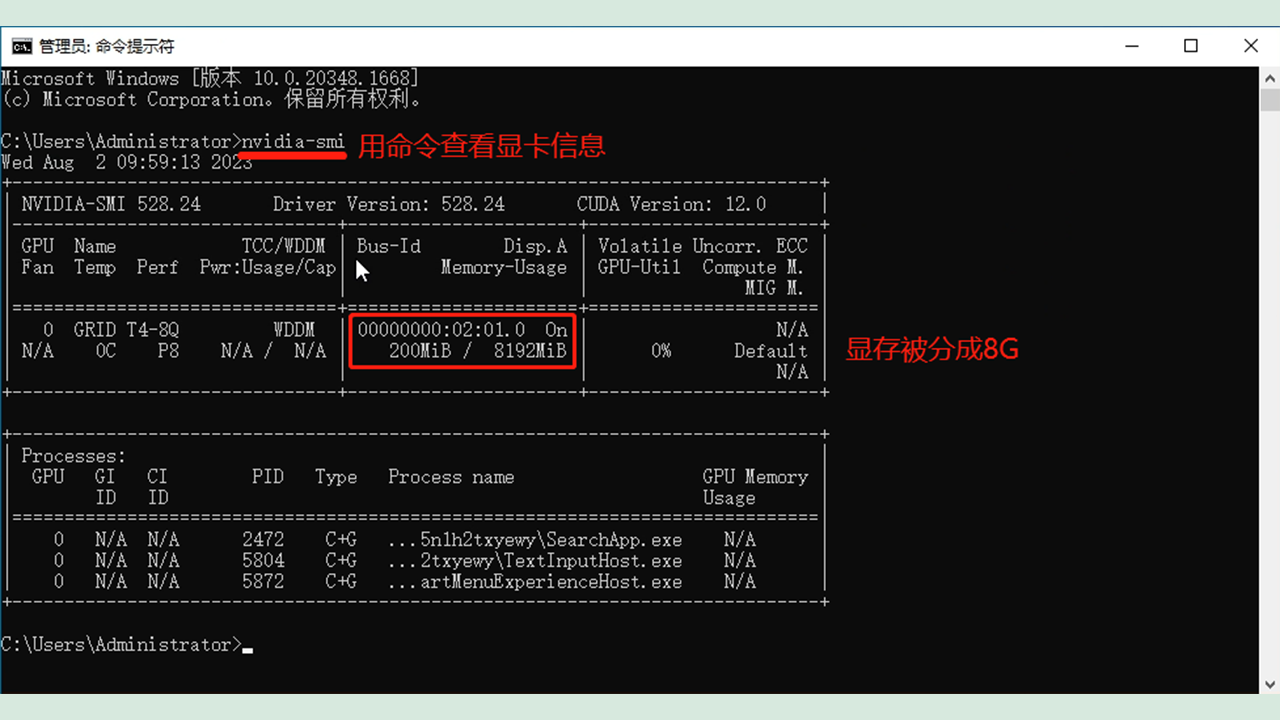 管理员: 命令提示符
Microsoft Windows [版本 10.0.20348.1668]
(c) Microsoft Corporation。保留所有权利。
C:\Users\Administrator>nvidia-smi 用命令查看显卡信息
Wed Aug  2 09:59:13 2023
NVIDIA-SMI 528.24 Driver Version: 528.24 CUDA Version: 12.0
GPU Name TCC/WDDM | Bus-Id Disp.A | Volatile Uncorr. ECC
Fan Temp Perf Pwr:Usage/Cap | Memory-Usage | GPU-Util Compute M.
MIG M.
0 GRID T4-8Q WDDM | 00000000:02:01.0 On | N/A
N/A 0C P8 N/A / N/A | 200MiB / 8192MiB | 0% Default
显存被分成8G
N/A
Processes:
GPU GI CI PID Type Process name GPU Memory
ID ID Usage
0 N/A N/A 2472 C+G ...5n1h2txyewy\SearchApp.exe N/A
0 N/A N/A 5804 C+G ...2txyewy\TextInputHost.exe N/A
0 N/A N/A 5872 C+G ...artMenuExperienceHost.exe N/A
C:\Users\Administrator>